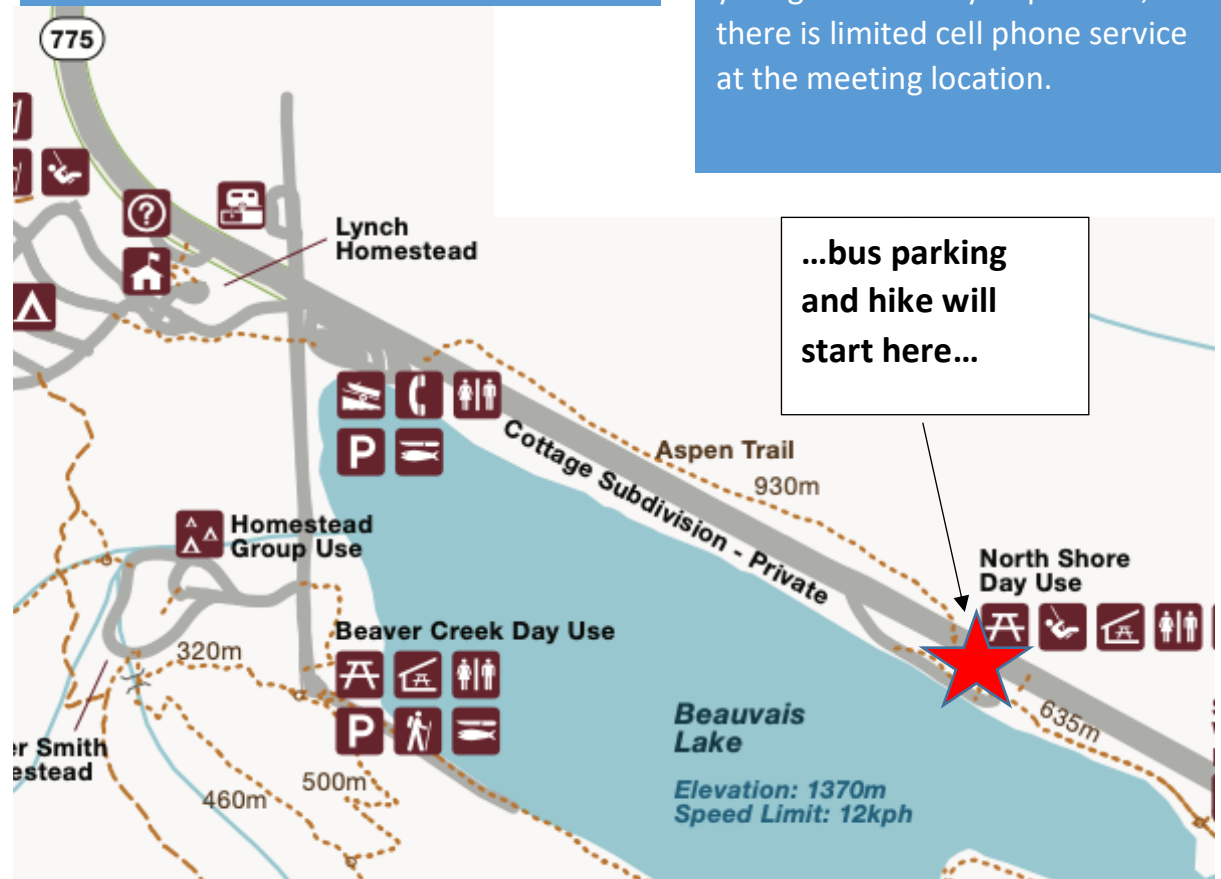 there is limited cell phone service
at the meeting location.
775
Lynch
Homestead
…bus parking
and hike will
start here…
P
Cottage Subdivision - Private
Aspen Trail
930m
Homestead
Group Use
North Shore
Day Use
Beaver Creek Day Use
320m
P
Beauvais
Lake
635m
er Smith
estead
500m
460m
Elevation: 1370m
Speed Limit: 12kph